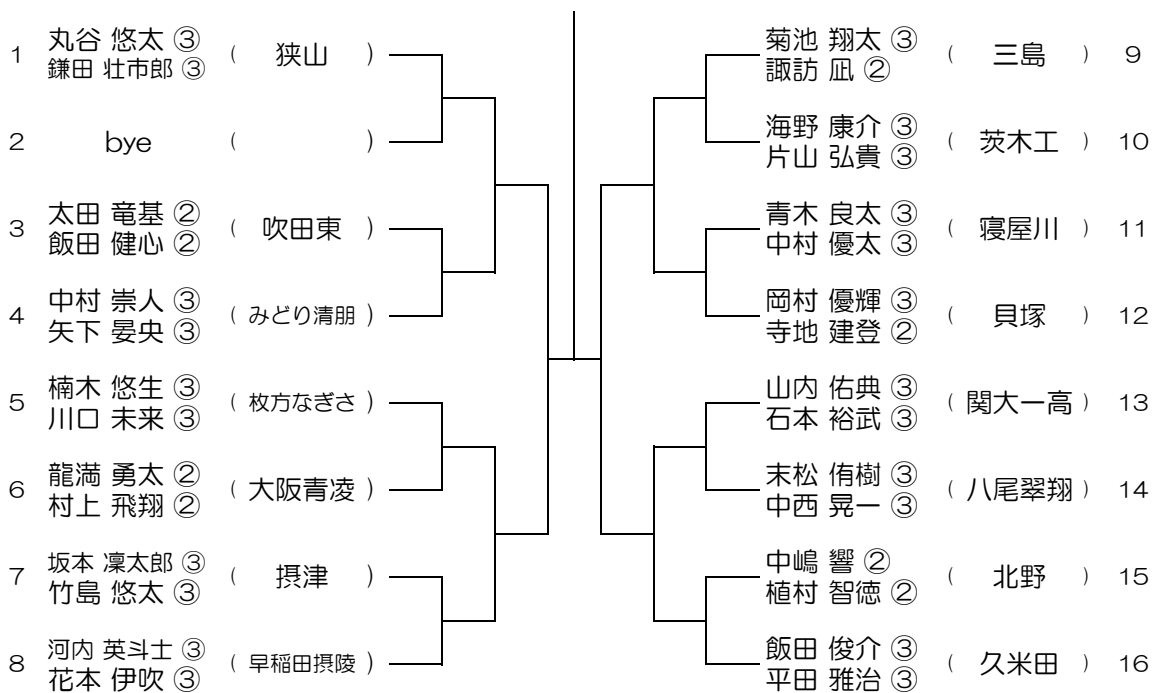 1 丸谷 悠太 ③ ( 狭山 )
鎌田 壮市郎 ③
2 bye ( )
3 太田 竜基 ② ( 吹田東 )
飯田 健心 ②
4 中村 崇人 ③ ( みどり清朋 )
矢下 晏央 ③
5 楠木 悠生 ③ ( 枚方なぎさ )
川口 未来 ③
6 龍満 勇太 ② ( 大阪青凌 )
村上 飛翔 ②
7 坂本 凜太郎 ③ ( 摂津 )
竹島 悠太 ③
8 河内 英斗士 ③ ( 早稲田摂陵 )
花本 伊吹 ③
菊池 翔太 ③ ( 三島 ) 9
諏訪 凪 ②
海野 康介 ③ ( 茨木工 ) 10
片山 弘貴 ③
青木 良太 ③ ( 寝屋川 ) 11
中村 優太 ③
岡村 優輝 ③ ( 貝塚 ) 12
寺地 建登 ②
山内 佑典 ③ ( 関大一高 ) 13
石本 裕武 ③
末松 侑樹 ③ ( 八尾翠翔 ) 14
中西 晃一 ③
中嶋 響 ② ( 北野 ) 15
植村 智徳 ②
飯田 俊介 ③ ( 久米田 ) 16
平田 雅治 ③